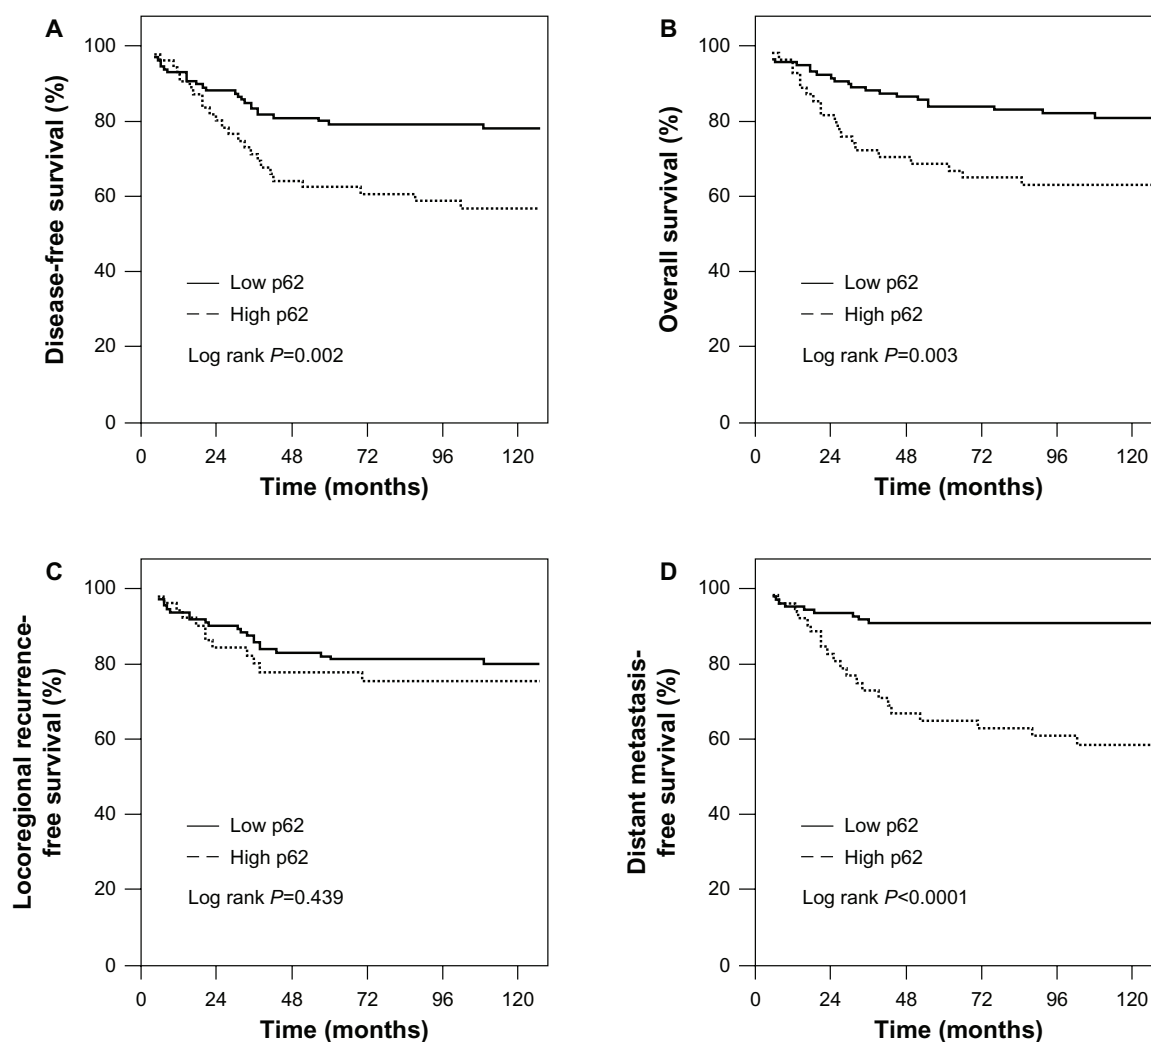 A
Disease-free survival (%)
100
80
60
40
20
0
Low p62
High p62
Log rank P=0.002
0 24 48 72 96 120
Time (months)
B
Overall survival (%)
100
80
60
40
20
0
Low p62
High p62
Log rank P=0.003
0 24 48 72 96 120
Time (months)
C
Locoregional recurrence-
free survival (%)
100
80
60
40
20
0
Low p62
High p62
Log rank P=0.439
0 24 48 72 96 120
Time (months)
D
Distant metastasis-
free survival (%)
100
80
60
40
20
0
Low p62
High p62
Log rank P<0.0001
0 24 48 72 96 120
Time (months)